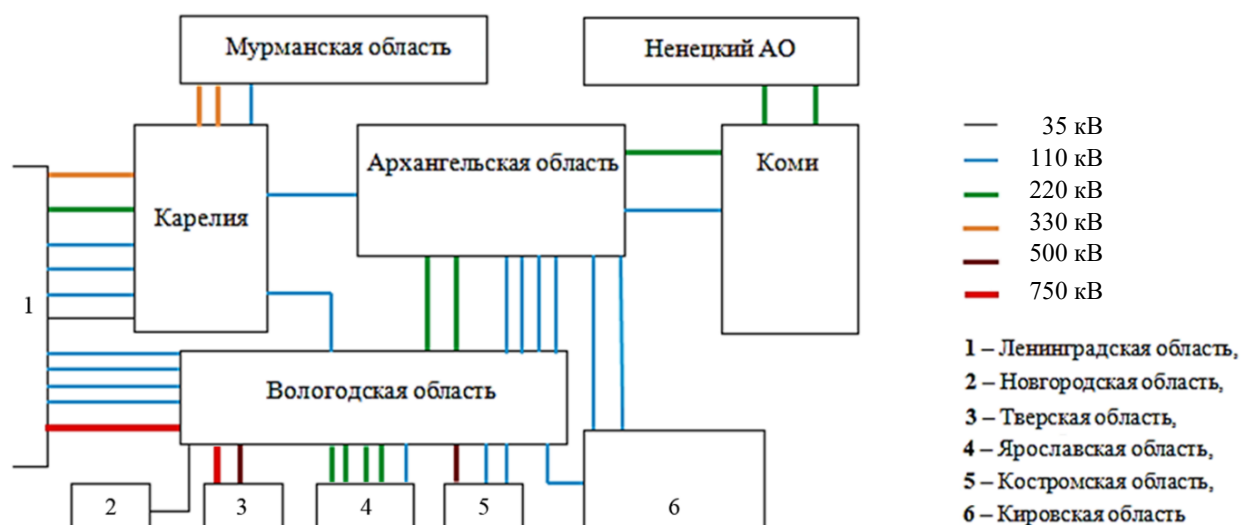 Мурманская область
Ненецкий АО
Архангельская область
Коми
Карелия
1
Вологодская область
2
3
4
5
6
35 кВ
110 кВ
220 кВ
330 кВ
500 кВ
750 кВ
1 – Ленинградская область,
2 – Новгородская область,
3 – Тверская область,
4 – Ярославская область,
5 – Костромская область,
6 – Кировская область